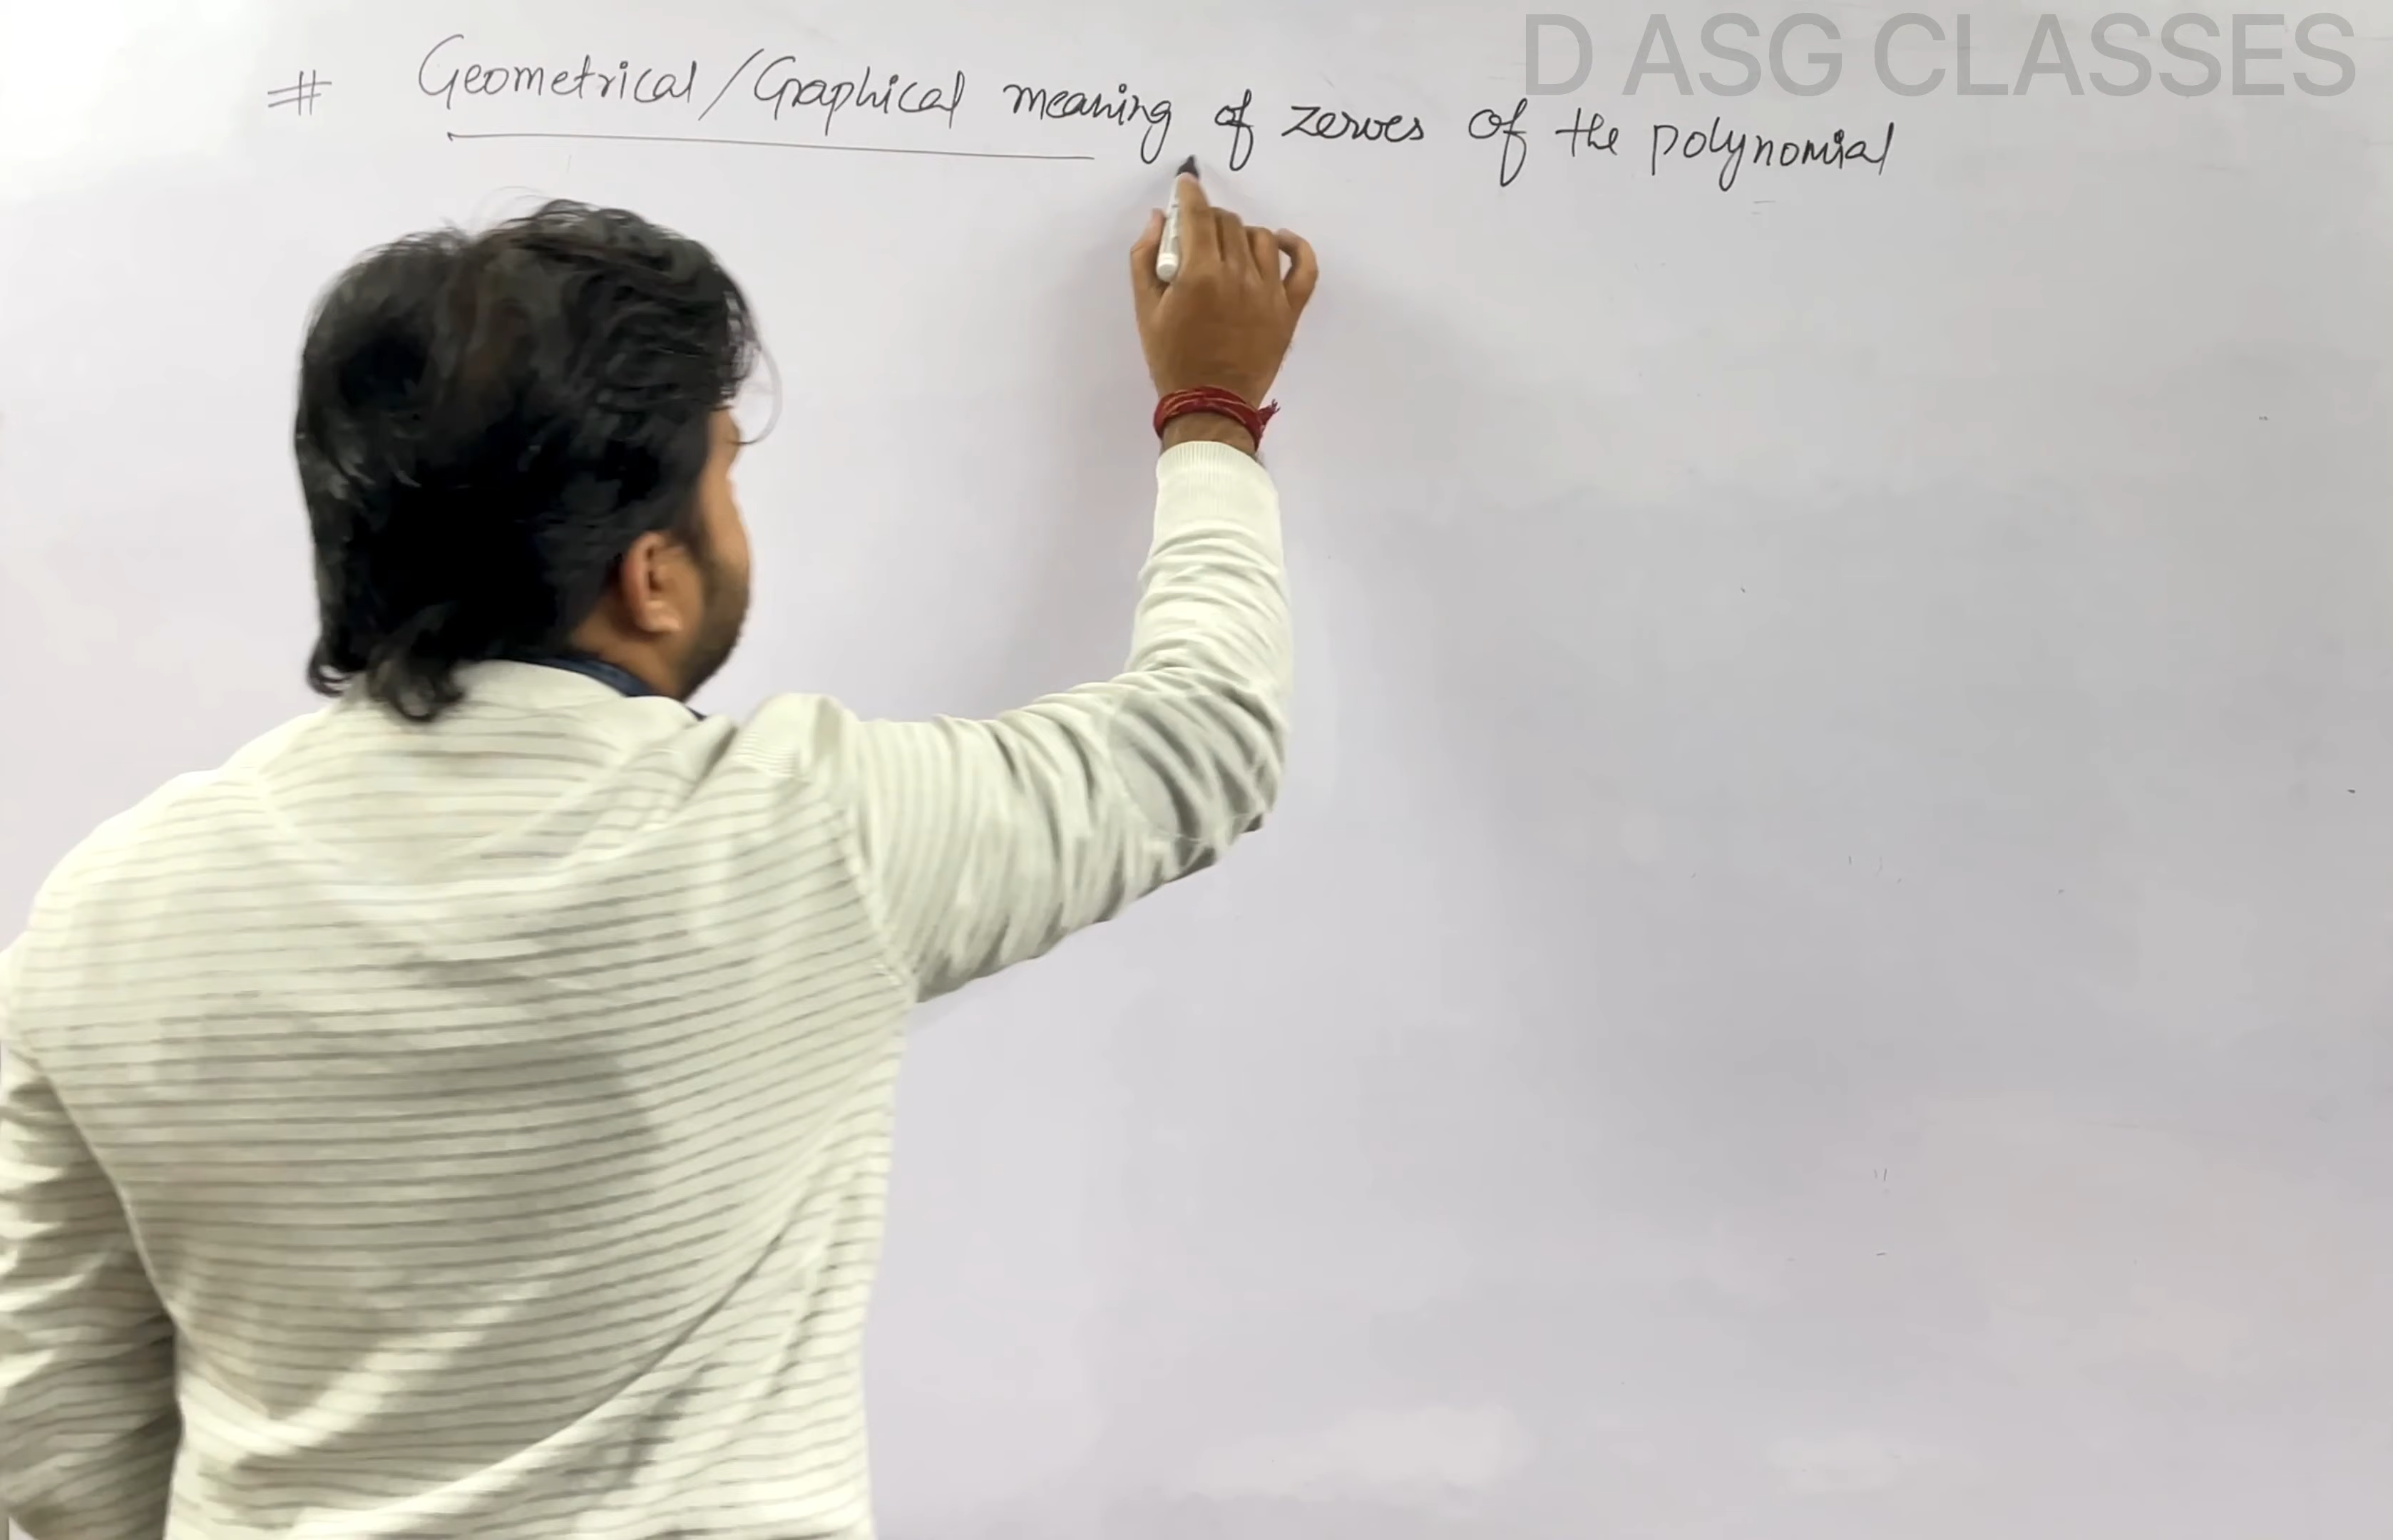 D ASG CLASSES
# Geometrical/Graphical meaning of zeroes of the polynomial